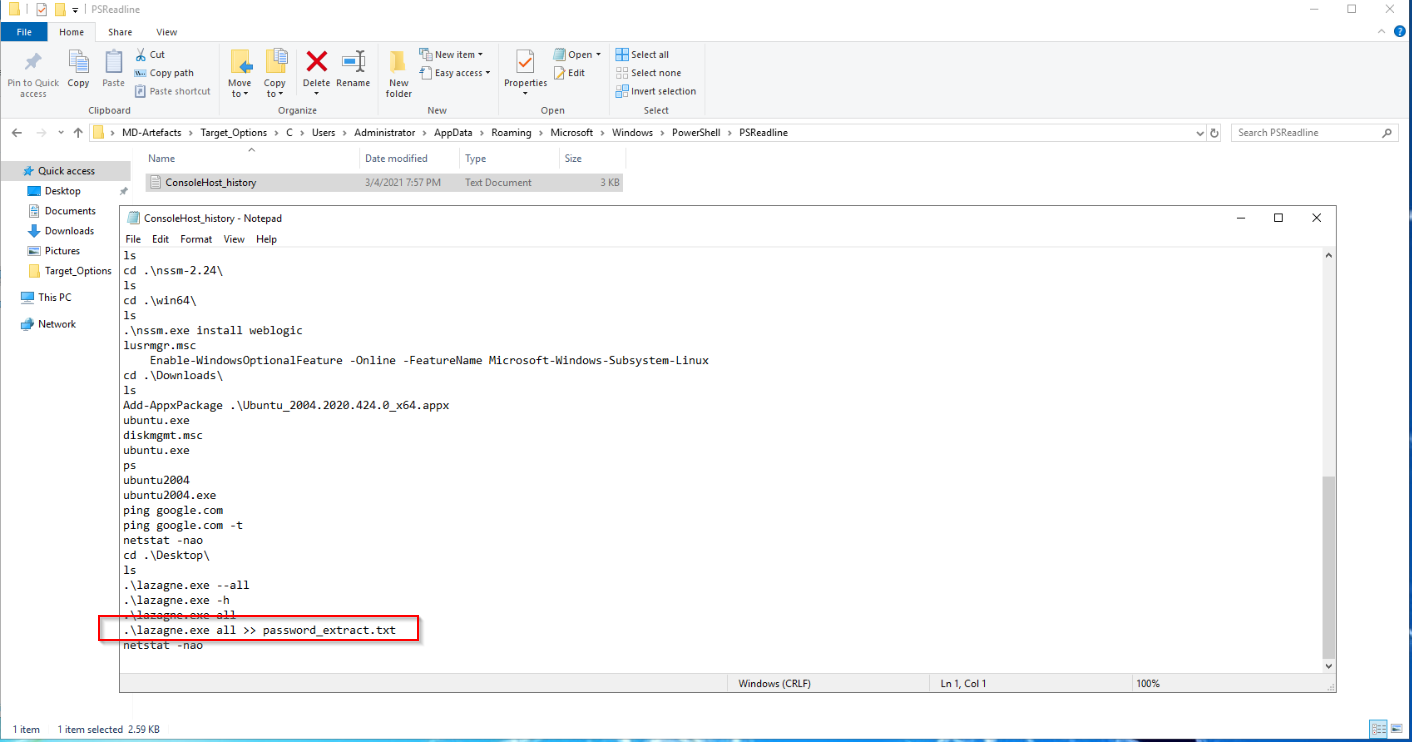 PSReadline
File Home Share View
Pin to Quick access
Copy
Paste
Cut
Copy path
Paste shortcut
Clipboard
Move to
Copy to
Delete
Rename
Organize
New folder
New item
Easy access
New
Properties
Open
Edit
Open
Select all
Select none
Invert selection
Select
MD-Artefacts > Target_Options > C > Users > Administrator > AppData > Roaming > Microsoft > Windows > PowerShell > PSReadline
Search PSReadline
Name Date modified Type Size
ConsoleHost_history 3/4/2021 7:57 PM Text Document 3 KB
Quick access
Desktop
Documents
Downloads
Pictures
Target_Options
This PC
Network
ConsoleHost_history - Notepad
File Edit Format View Help
ls
cd .\nssm-2.24\
ls
cd .\win64\
ls
.\nssm.exe install weblogic
lusrmgr.msc
    Enable-WindowsOptionalFeature -Online -FeatureName Microsoft-Windows-Subsystem-Linux
cd .\Downloads\
ls
Add-AppxPackage .\Ubuntu_2004.2020.424.0_x64.appx
ubuntu.exe
diskmgmt.msc
ubuntu.exe
ps
ubuntu2004
ubuntu2004.exe
ping google.com
ping google.com -t
netstat -nao
cd .\Desktop\
ls
.\lazagne.exe --all
.\lazagne.exe -h
.\lazagne.exe all
.\lazagne.exe all >> password_extract.txt
netstat -nao
Windows (CRLF) Ln 1, Col 1 100%
1 item 1 item selected 2.59 KB